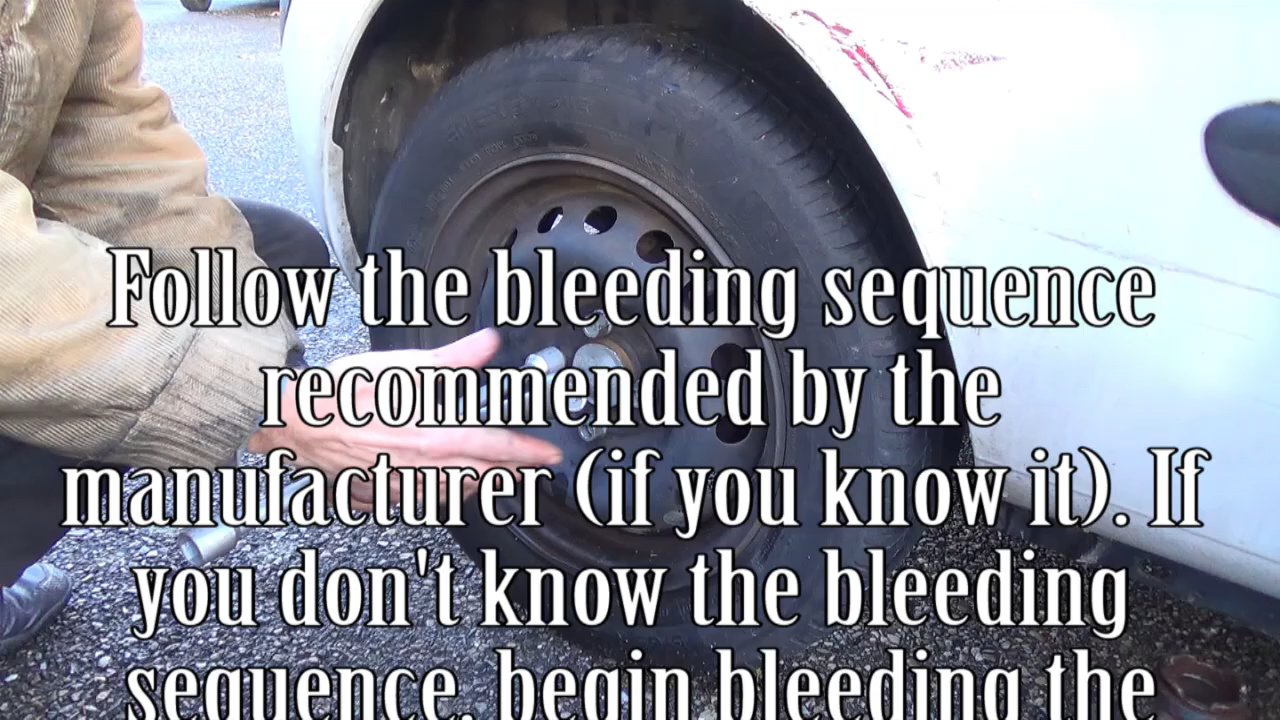 Follow the bleeding sequence
recommended by the
manufacturer (if you know it). If
you don't know the bleeding
sequence, begin bleeding the